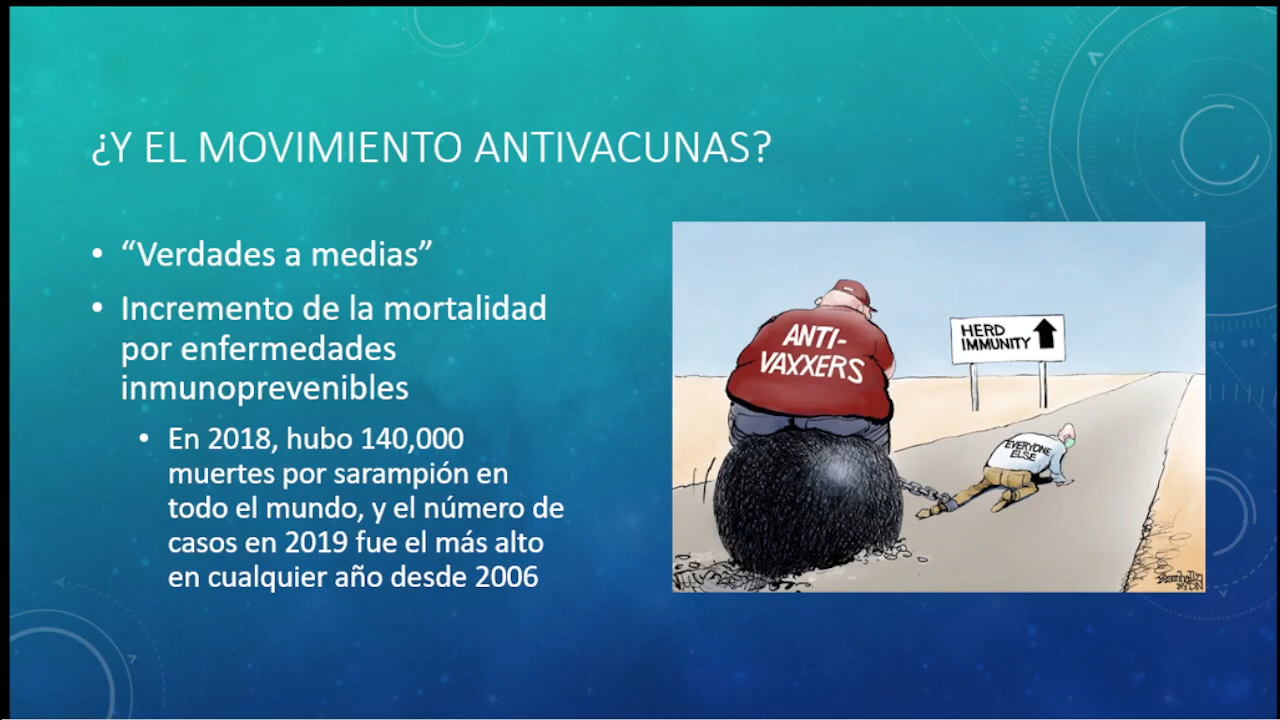 ¿Y EL MOVIMIENTO ANTIVACUNAS?
• “Verdades a medias”
• Incremento de la mortalidad
por enfermedades
inmunoprevenibles
• En 2018, hubo 140,000
muertes por sarampión en
todo el mundo, y el número de
casos en 2019 fue el más alto
en cualquier año desde 2006
ANTI-
VAXXERS
HERD
IMMUNITY
EVERYONE
ELSE